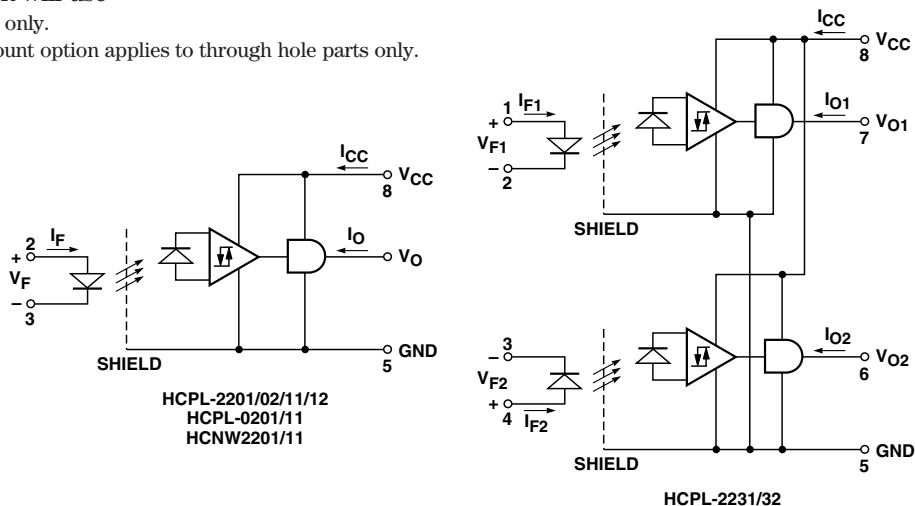 only.
ount option applies to through hole parts only.
ICC
VCC
8
IF
2
+
VF
–
3
IO
VO
SHIELD
GND
5
HCPL-2201/02/11/12
HCPL-0201/11
HCNW2201/11
ICC
VCC
8
1
IF1
+
VF1
–
2
IO1
VO1
7
SHIELD
3
–
VF2
+
4
IF2
IO2
VO2
6
SHIELD
GND
5
HCPL-2231/32